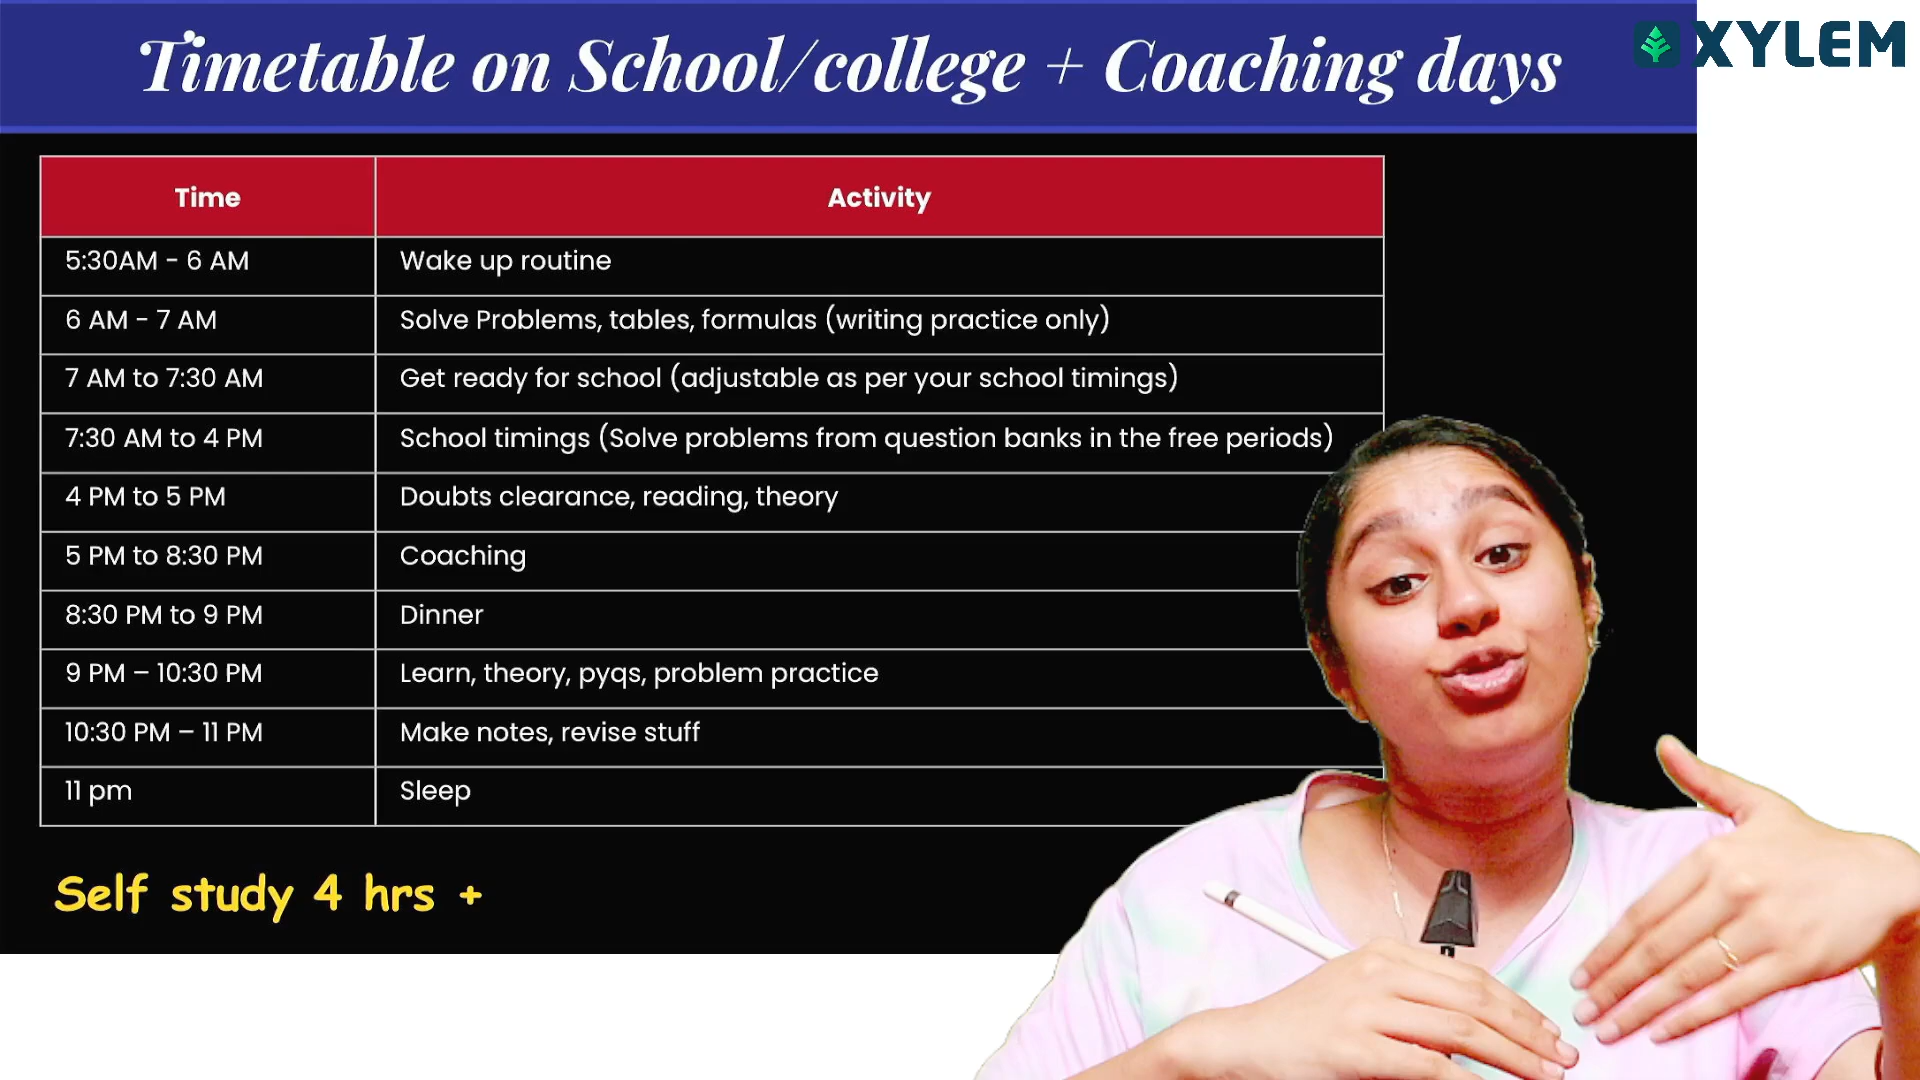 Timetable on School/college + Coaching days
XYLEM
Time Activity
5:30AM - 6 AM Wake up routine
6 AM - 7 AM Solve Problems, tables, formulas (writing practice only)
7 AM to 7:30 AM Get ready for school (adjustable as per your school timings)
7:30 AM to 4 PM School timings (Solve problems from question banks in the free periods)
4 PM to 5 PM Doubts clearance, reading, theory
5 PM to 8:30 PM Coaching
8:30 PM to 9 PM Dinner
9 PM – 10:30 PM Learn, theory, pyqs, problem practice
10:30 PM – 11 PM Make notes, revise stuff
11 pm Sleep
Self study 4 hrs +